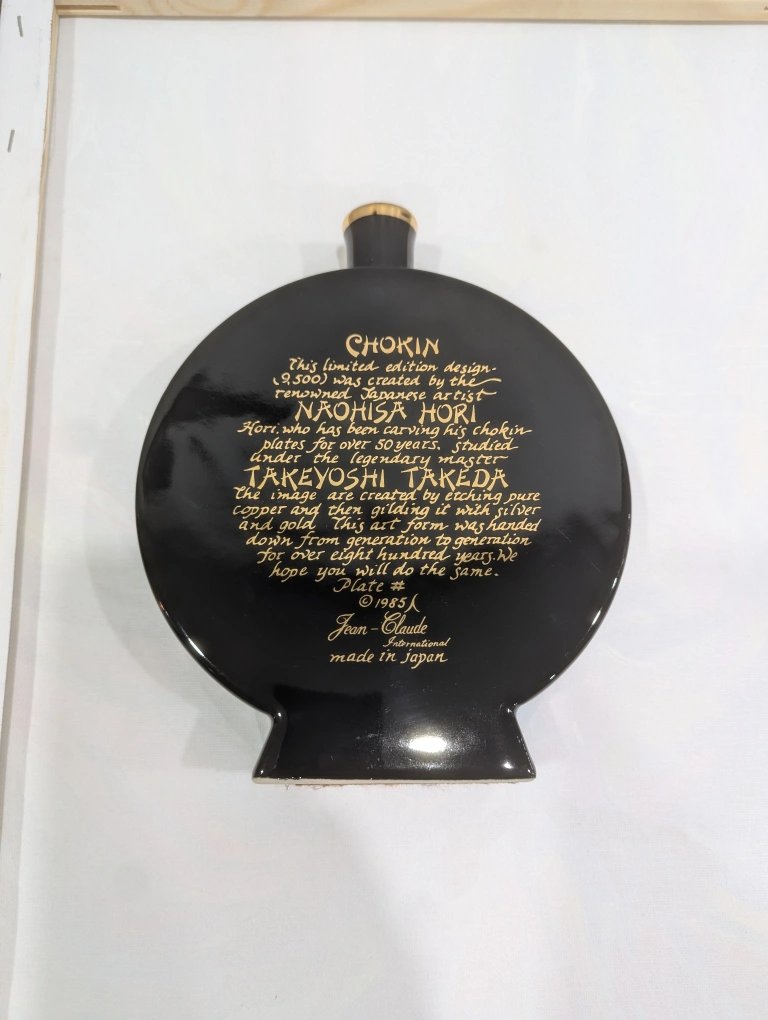 CHOKIN
This limited edition design-
(9,500) was created by the
renowned Japanese artist
NAOHISA HORI
Hori, who has been carving his chokin
plates for over 50 years. studied
under the legendary master
TAKEYOSHI TAKEDA
The image are created by etching pure
copper and then gilding it with silver
and gold This art form was handed
down from generation to generation
for over eight hundred years. We
hope you will do the same.
Plate #
© 1985
Jean-Claude
International
made in japan